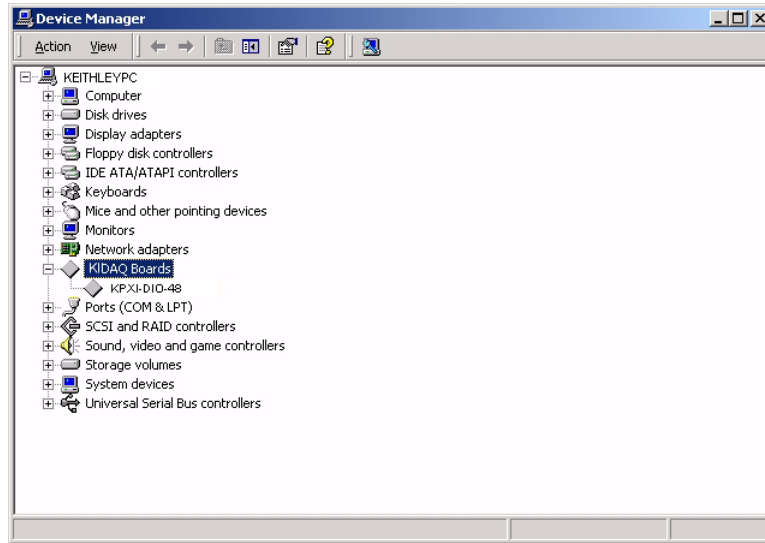 Device Manager
Action View
KEITHLEYPC
Computer
Disk drives
Display adapters
Floppy disk controllers
IDE ATA/ATAPI controllers
Keyboards
Mice and other pointing devices
Monitors
Network adapters
KIDAQ Boards
KPXI-DIO-48
Ports (COM & LPT)
SCSI and RAID controllers
Sound, video and game controllers
Storage volumes
System devices
Universal Serial Bus controllers